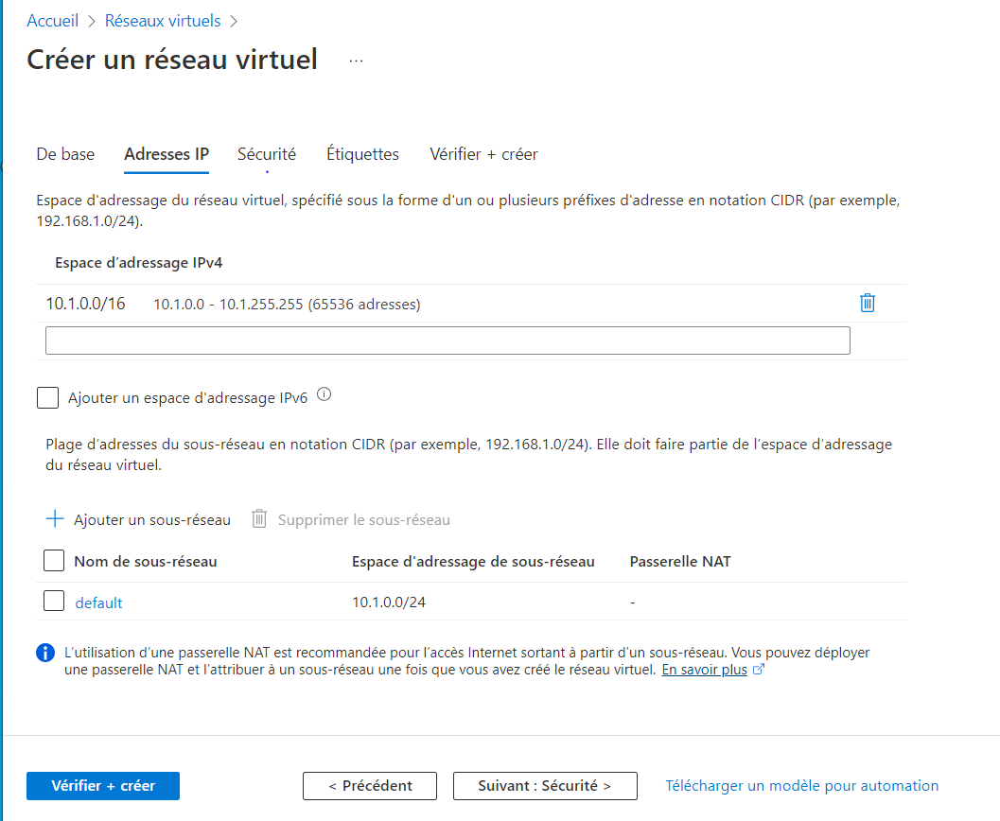 Accueil > Réseaux virtuels >
Créer un réseau virtuel ...
De base Adresses IP Sécurité Étiquettes Vérifier + créer
Espace d'adressage du réseau virtuel, spécifié sous la forme d'un ou plusieurs préfixes d'adresse en notation CIDR (par exemple,
192.168.1.0/24).
Espace d’adressage IPv4
10.1.0.0/16 10.1.0.0 - 10.1.255.255 (65536 adresses)
Ajouter un espace d'adressage IPv6
Plage d’adresses du sous-réseau en notation CIDR (par exemple, 192.168.1.0/24). Elle doit faire partie de l’espace d’adressage
du réseau virtuel.
Ajouter un sous-réseau Supprimer le sous-réseau
Nom de sous-réseau Espace d'adressage de sous-réseau Passerelle NAT
default 10.1.0.0/24 -
L’utilisation d’une passerelle NAT est recommandée pour l’accès Internet sortant à partir d’un sous-réseau. Vous pouvez déployer
une passerelle NAT et l’attribuer à un sous-réseau une fois que vous avez créé le réseau virtuel. En savoir plus
Vérifier + créer < Précédent Suivant : Sécurité > Télécharger un modèle pour automation